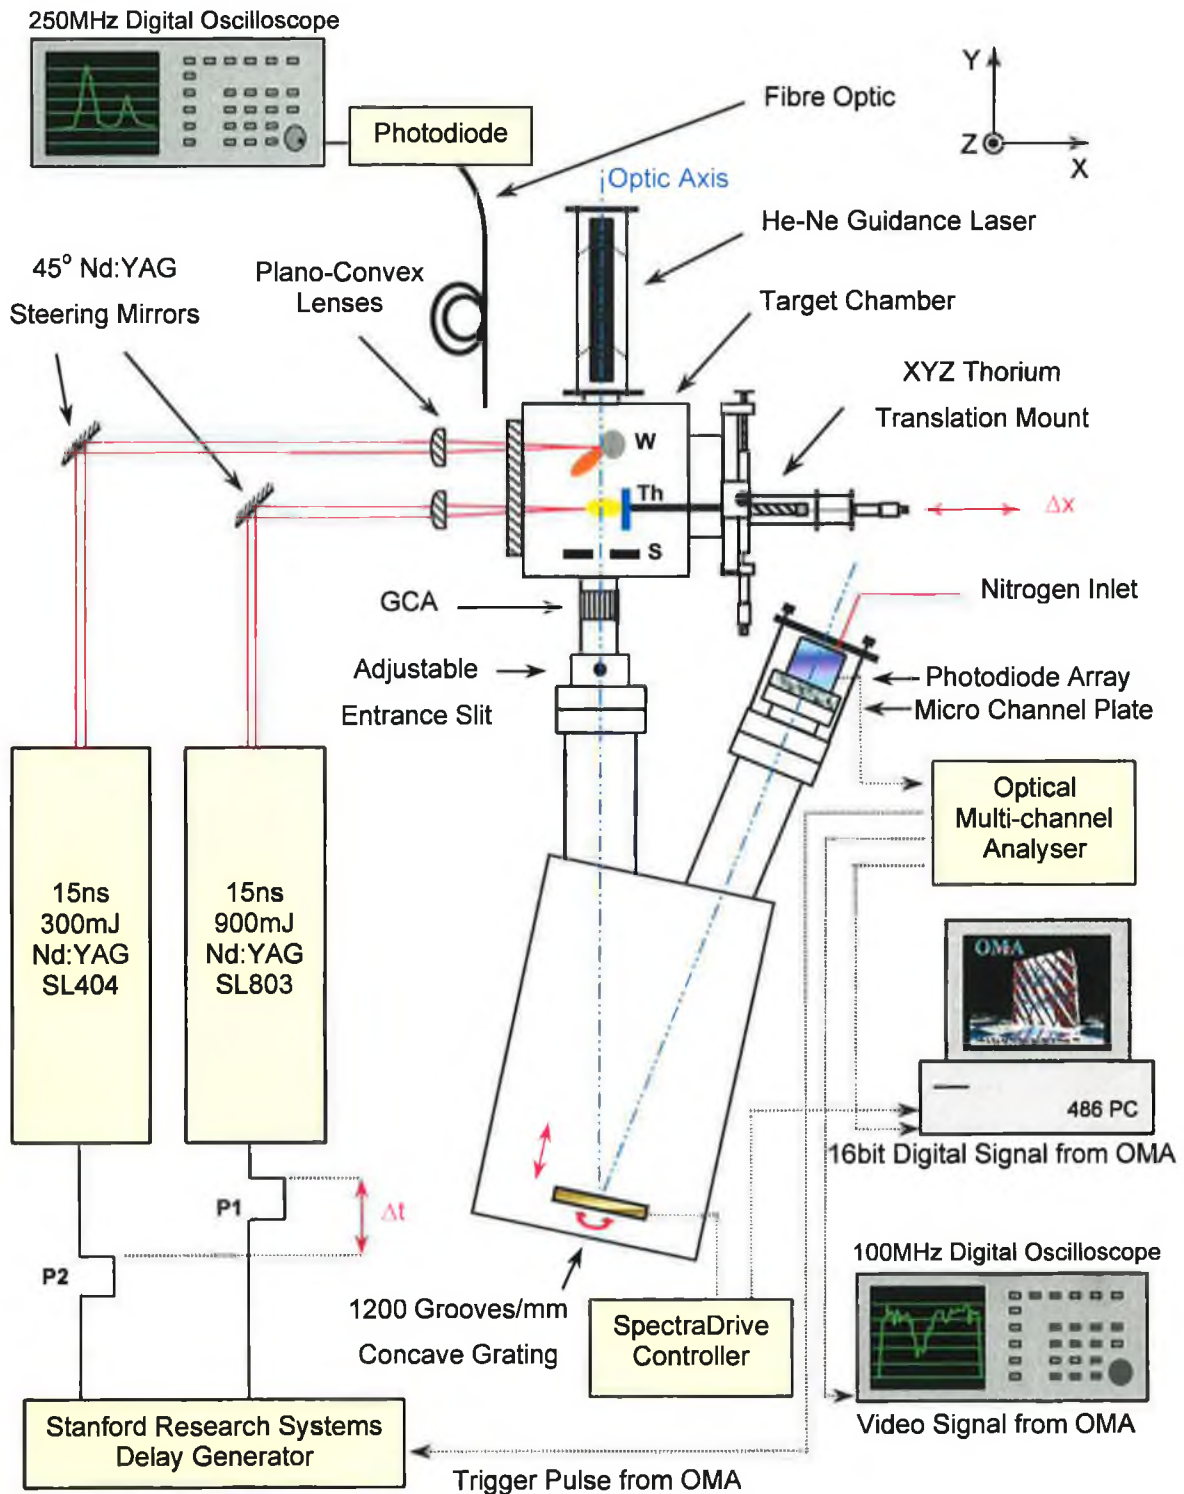 250MHz Digital Oscilloscope
Photodiode
Fibre Optic
Y
Z
X
Optic Axis
He-Ne Guidance Laser
45° Nd:YAG
Steering Mirrors
Plano-Convex
Lenses
Target Chamber
XYZ Thorium
Translation Mount
W
Th
S
Δx
GCA
Nitrogen Inlet
Adjustable
Entrance Slit
Photodiode Array
Micro Channel Plate
Optical
Multi-channel
Analyser
15ns
300mJ
Nd:YAG
SL404
15ns
900mJ
Nd:YAG
SL803
OMA
486 PC
16bit Digital Signal from OMA
P1
Δt
P2
100MHz Digital Oscilloscope
1200 Grooves/mm
Concave Grating
SpectraDrive
Controller
Video Signal from OMA
Stanford Research Systems
Delay Generator
Trigger Pulse from OMA